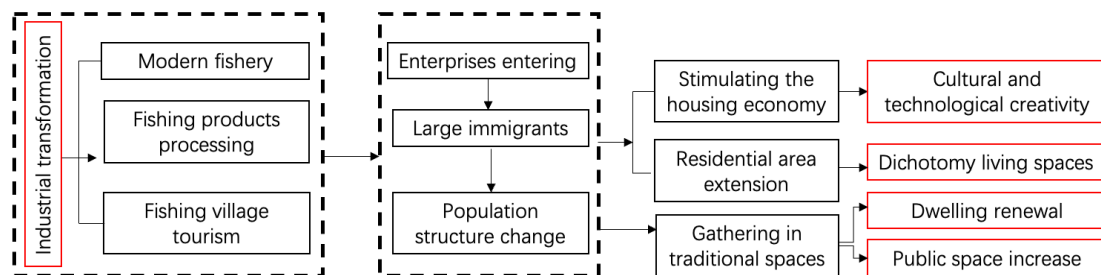 Industrial transformation
Modern fishery
Fishing products
processing
Fishing village
tourism
Enterprises entering
Large immigrants
Population
structure change
Stimulating the
housing economy
Residential area
extension
Gathering in
traditional spaces
Cultural and
technological creativity
Dichotomy living spaces
Dwelling renewal
Public space increase